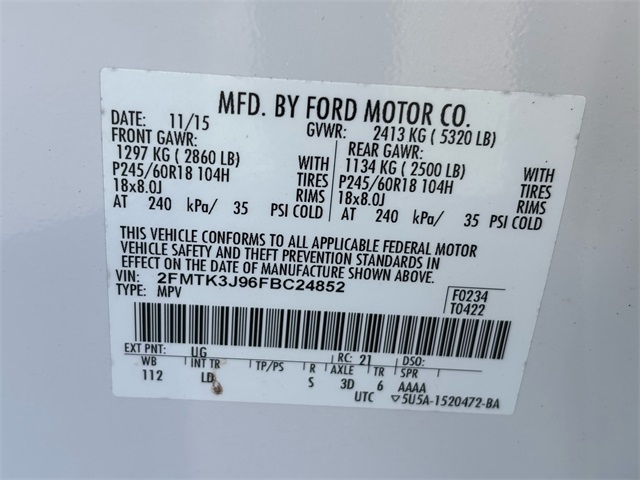 MFD. BY FORD MOTOR CO.
DATE: 11/15 GVWR: 2413 KG ( 5320 LB)
FRONT GAWR: REAR GAWR:
1297 KG ( 2860 LB) WITH 1134 KG ( 2500 LB) WITH
P245/60R18 104H TIRES P245/60R18 104H TIRES
18x8.0J RIMS 18x8.0J RIMS
AT 240 kPa/ 35 PSI COLD AT 240 kPa/ 35 PSI COLD
THIS VEHICLE CONFORMS TO ALL APPLICABLE FEDERAL MOTOR
VEHICLE SAFETY AND THEFT PREVENTION STANDARDS IN
EFFECT ON THE DATE OF MANUFACTURE SHOWN ABOVE.
VIN: 2FMTK3J96FBC24852 F0234
TYPE: MPV T0422
EXT PNT: UG RC: 21 DSO:
WB INT TR TP/PS R AXLE TR SPR
112 LD S 3D 6 AAAA
UTC ▽5U5A-1520472-BA